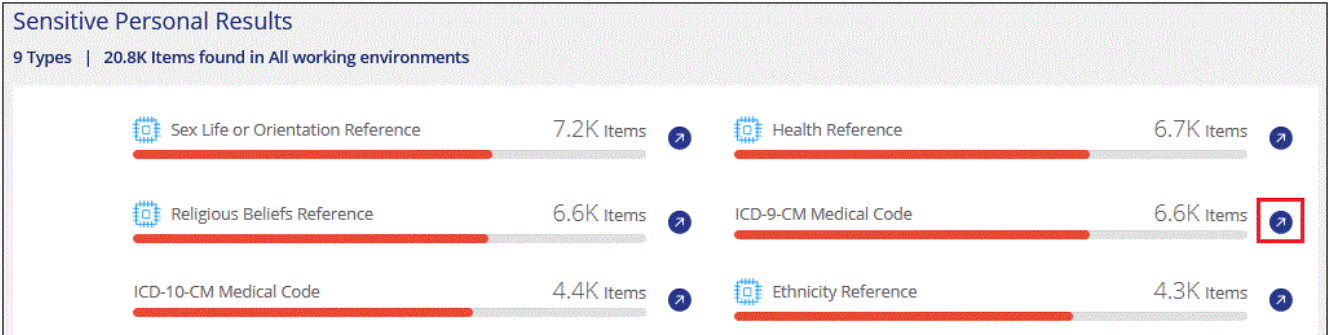 Sensitive Personal Results
9 Types | 20.8K Items found in All working environments
Sex Life or Orientation Reference 7.2K Items
Health Reference 6.7K Items
Religious Beliefs Reference 6.6K Items
ICD-9-CM Medical Code 6.6K Items
ICD-10-CM Medical Code 4.4K Items
Ethnicity Reference 4.3K Items